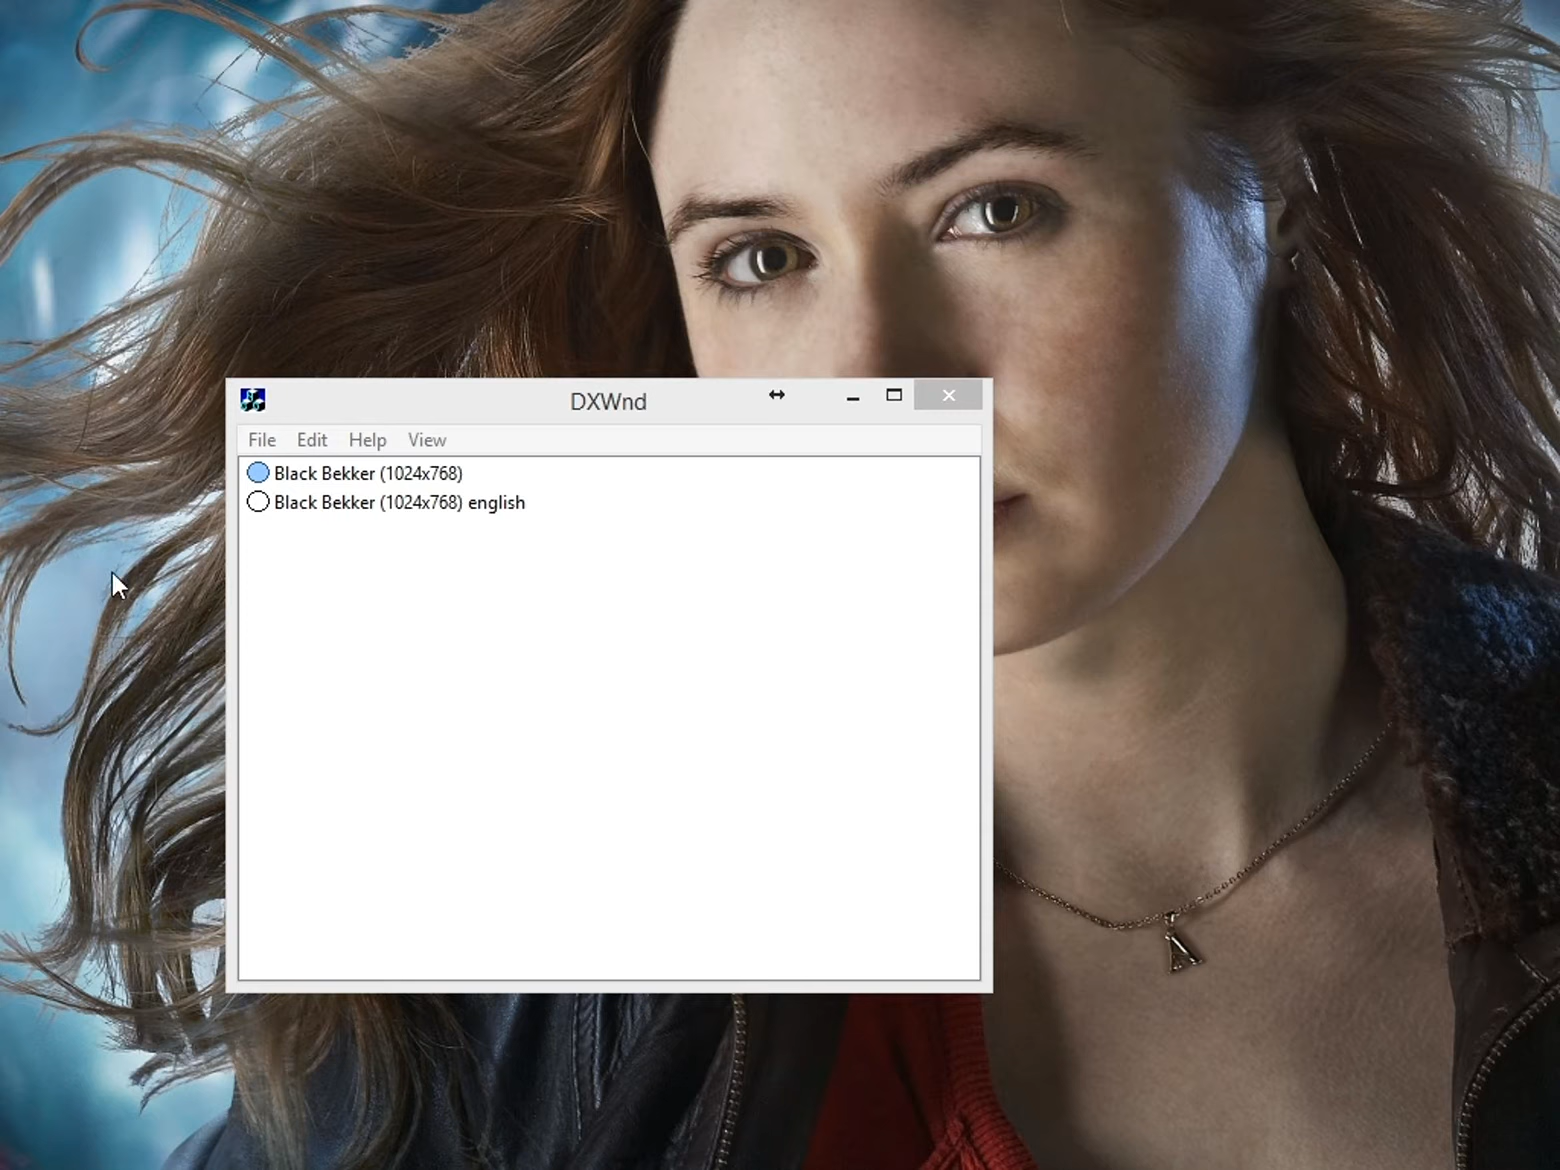 DXWnd
File Edit Help View
Black Bekker (1024x768)
Black Bekker (1024x768) english